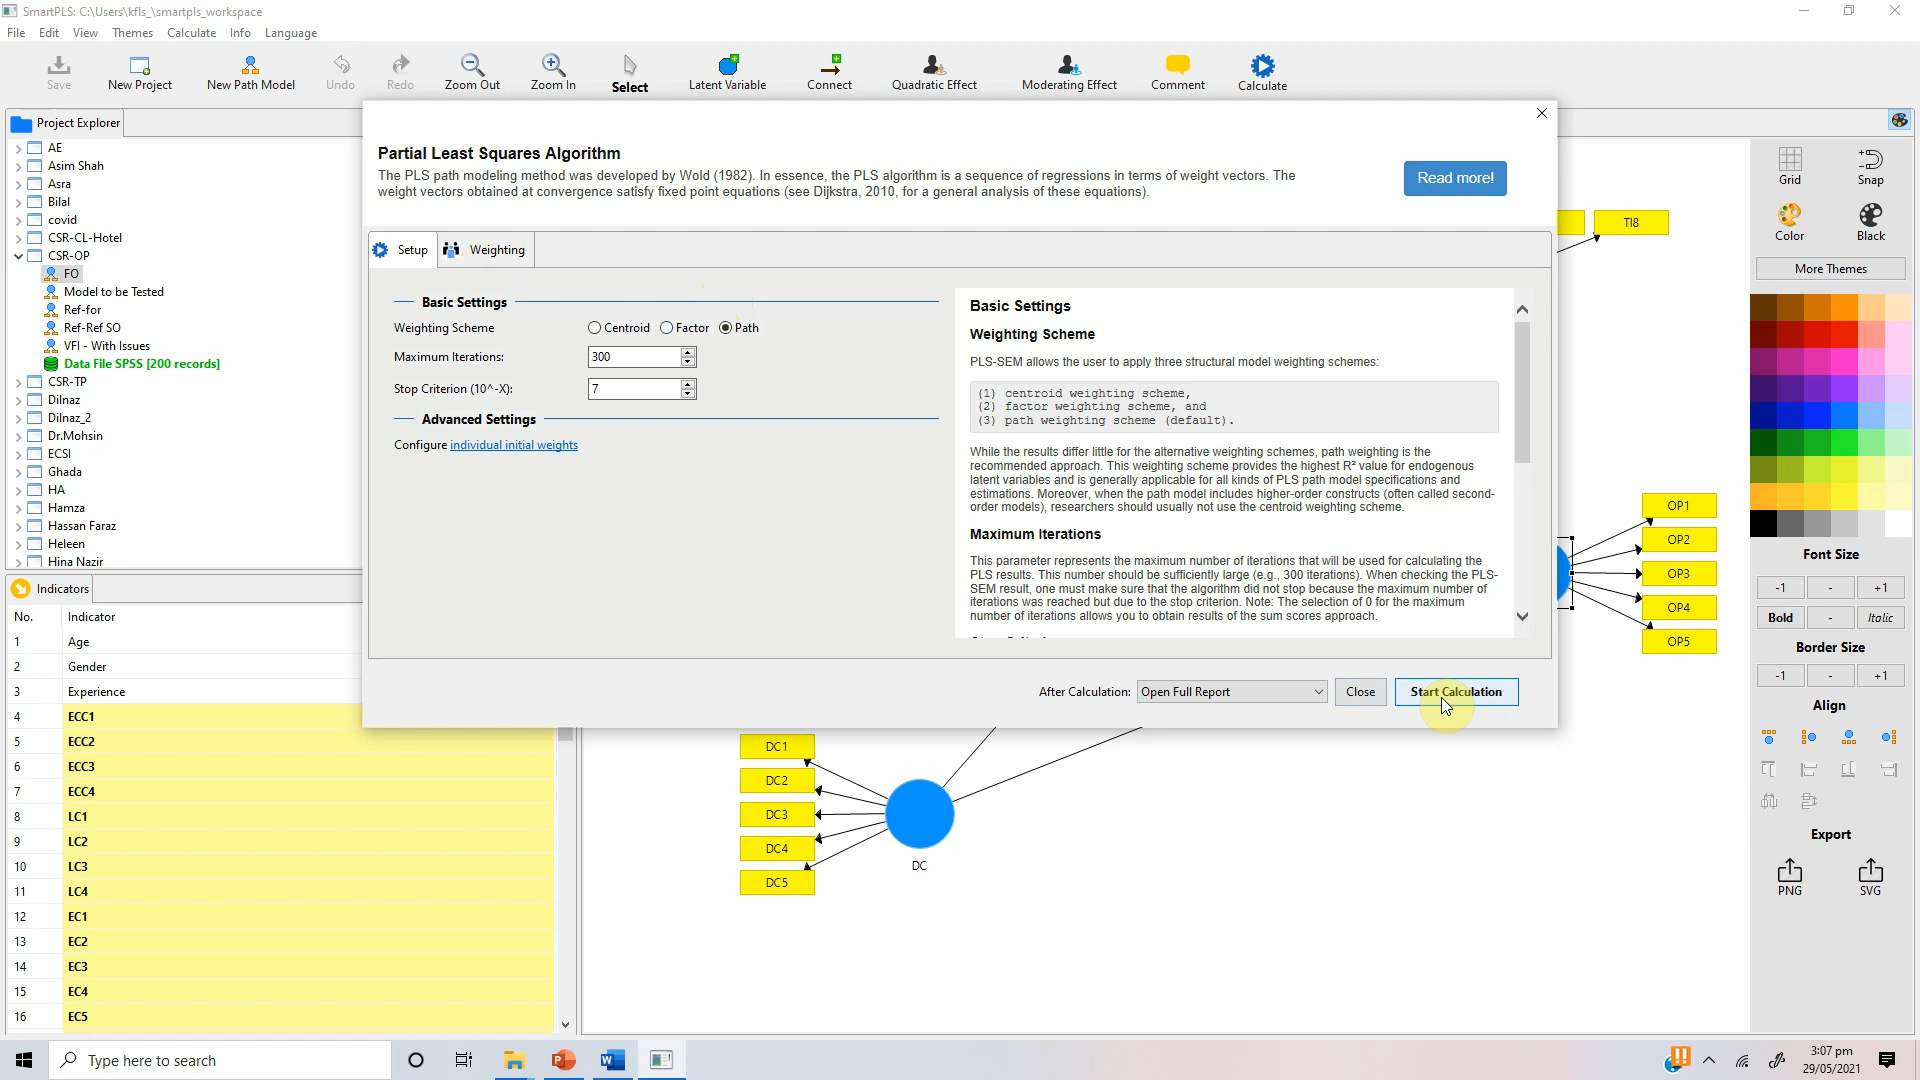 SmartPLS: C:\Users\kfls_\smartpls_workspace
File Edit View Themes Calculate Info Language
Save New Project New Path Model Undo Redo Zoom Out Zoom In Select Latent Variable Connect Quadratic Effect Moderating Effect Comment Calculate
Project Explorer
AE
Asim Shah
Asra
Bilal
covid
CSR-CL-Hotel
CSR-OP
FO
Model to be Tested
Ref-for
Ref-Ref SO
VFI - With Issues
Data File SPSS [200 records]
CSR-TP
Dilnaz
Dilnaz_2
Dr.Mohsin
ECSI
Ghada
HA
Hamza
Hassan Faraz
Heleen
Hina Nazir
Indicators
No. Indicator
1 Age
2 Gender
3 Experience
4 ECC1
5 ECC2
6 ECC3
7 ECC4
8 LC1
9 LC2
10 LC3
11 LC4
12 EC1
13 EC2
14 EC3
15 EC4
16 EC5
Partial Least Squares Algorithm
The PLS path modeling method was developed by Wold (1982). In essence, the PLS algorithm is a sequence of regressions in terms of weight vectors. The
weight vectors obtained at convergence satisfy fixed point equations (see Dijkstra, 2010, for a general analysis of these equations).
Read more!
Setup Weighting
Basic Settings
Weighting Scheme Centroid Factor Path
Maximum Iterations: 300
Stop Criterion (10^-X): 7
Advanced Settings
Configure individual initial weights
Basic Settings
Weighting Scheme
PLS-SEM allows the user to apply three structural model weighting schemes:
(1) centroid weighting scheme,
(2) factor weighting scheme, and
(3) path weighting scheme (default).
While the results differ little for the alternative weighting schemes, path weighting is the
recommended approach. This weighting scheme provides the highest R² value for endogenous
latent variables and is generally applicable for all kinds of PLS path model specifications and
estimations. Moreover, when the path model includes higher-order constructs (often called second-
order models), researchers should usually not use the centroid weighting scheme.
Maximum Iterations
This parameter represents the maximum number of iterations that will be used for calculating the
PLS results. This number should be sufficiently large (e.g., 300 iterations). When checking the PLS-
SEM result, one must make sure that the algorithm did not stop because the maximum number of
iterations was reached but due to the stop criterion. Note: The selection of 0 for the maximum
number of iterations allows you to obtain results of the sum scores approach.
After Calculation: Open Full Report Close Start Calculation
TI8
OP1
OP2
OP3
OP4
OP5
DC1
DC2
DC3
DC4
DC5
DC
Grid Snap
Color Black
More Themes
Font Size
-1 - +1
Bold - Italic
Border Size
-1 - +1
Align
Export
PNG SVG
Type here to search
3:07 pm
29/05/2021